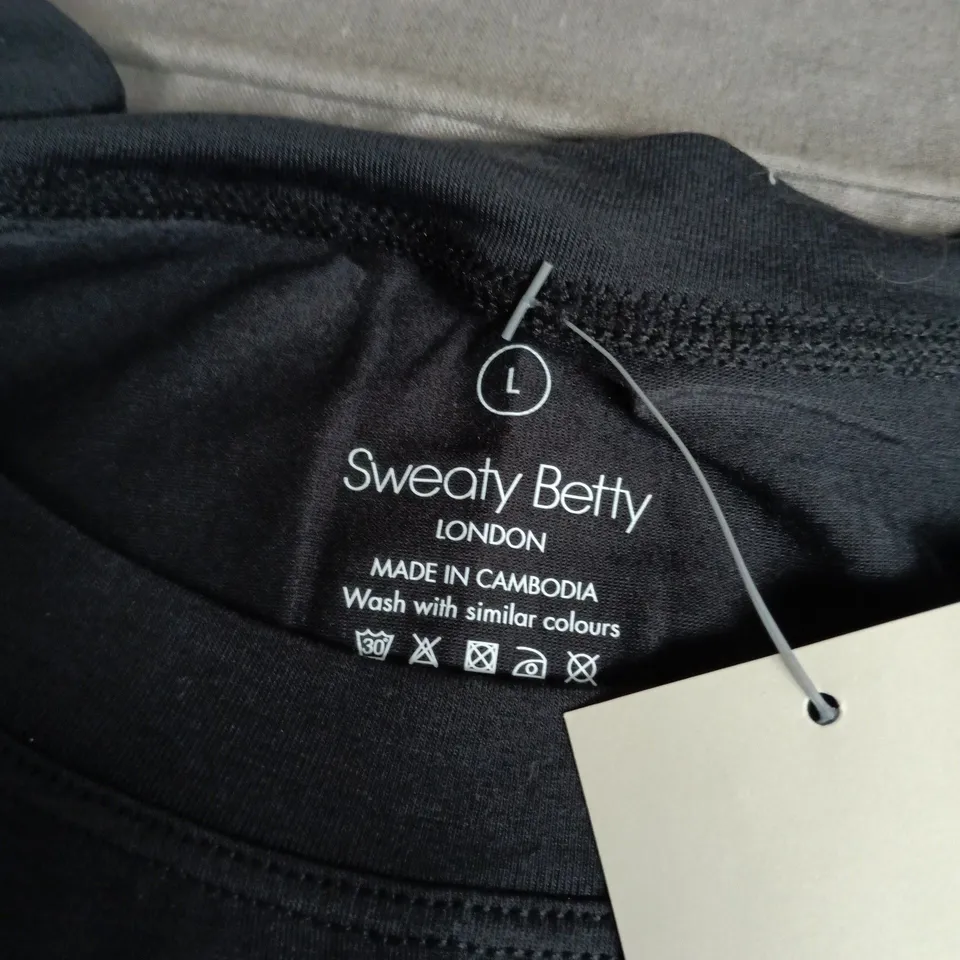 L
Sweaty Betty
LONDON
MADE IN CAMBODIA
Wash with similar colours
30°